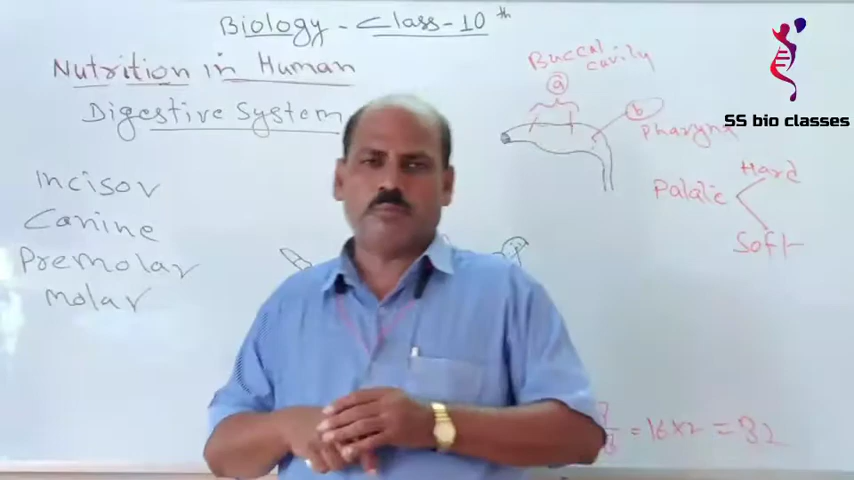 Biology - Class-10th
Nutrition in Human
Digestive System
Incisor
Canine
Premolar
molar
Buccal
cavity
a
b
Pharynx
Palate
Hard
Soft
= 16×2 = 32
SS bio classes